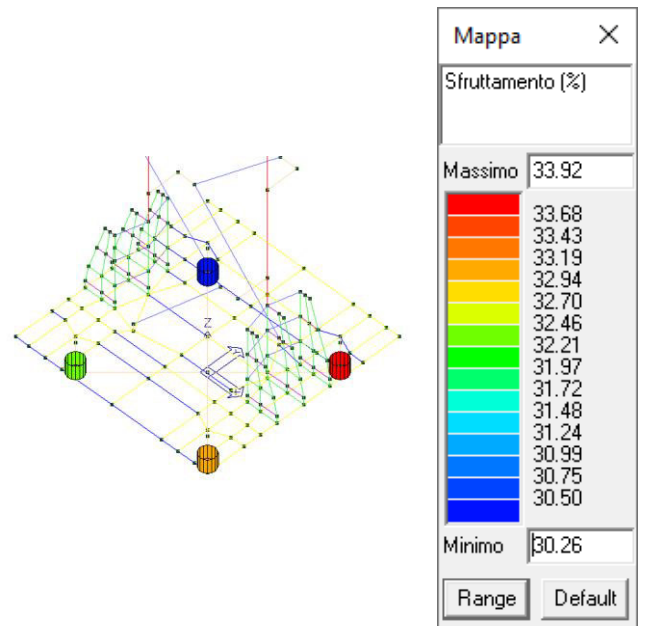 Mappa
Sfruttamento (%)
Massimo 33.92
33.68
33.43
33.19
32.94
32.70
32.46
32.21
31.97
31.72
31.48
31.24
30.99
30.75
30.50
Minimo 30.26
Range Default
Z